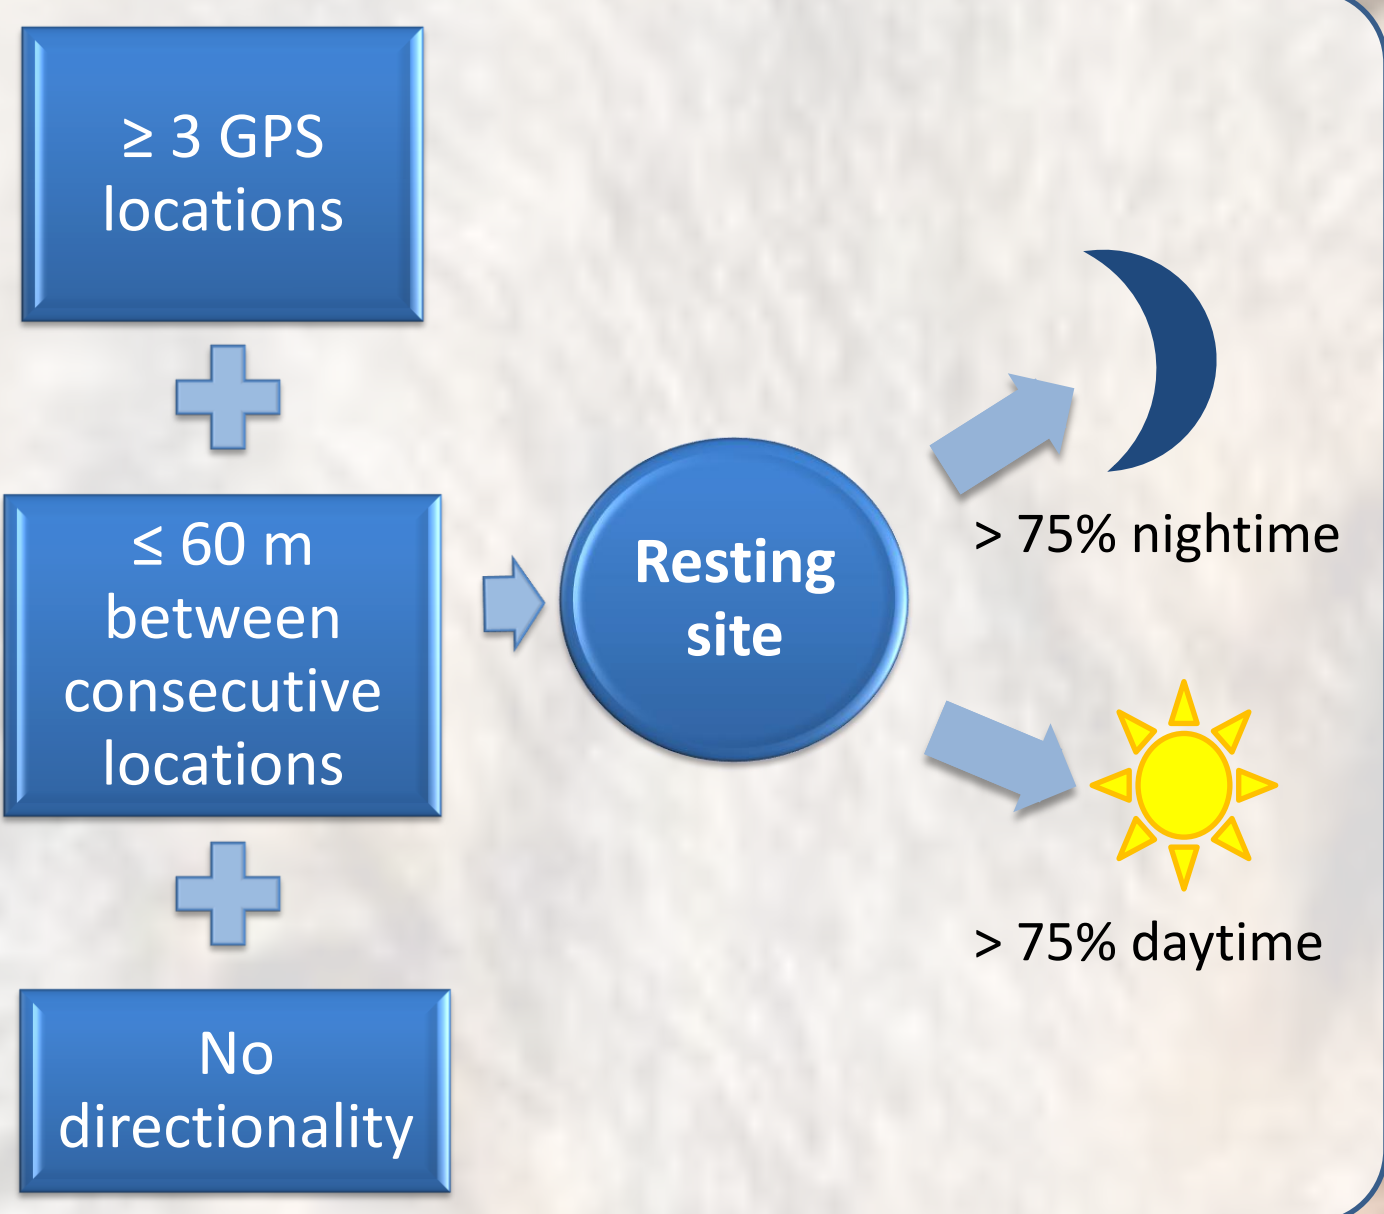 ≥ 3 GPS
locations
≤ 60 m
between
consecutive
locations
No
directionality
Resting
site
> 75% nightime
> 75% daytime